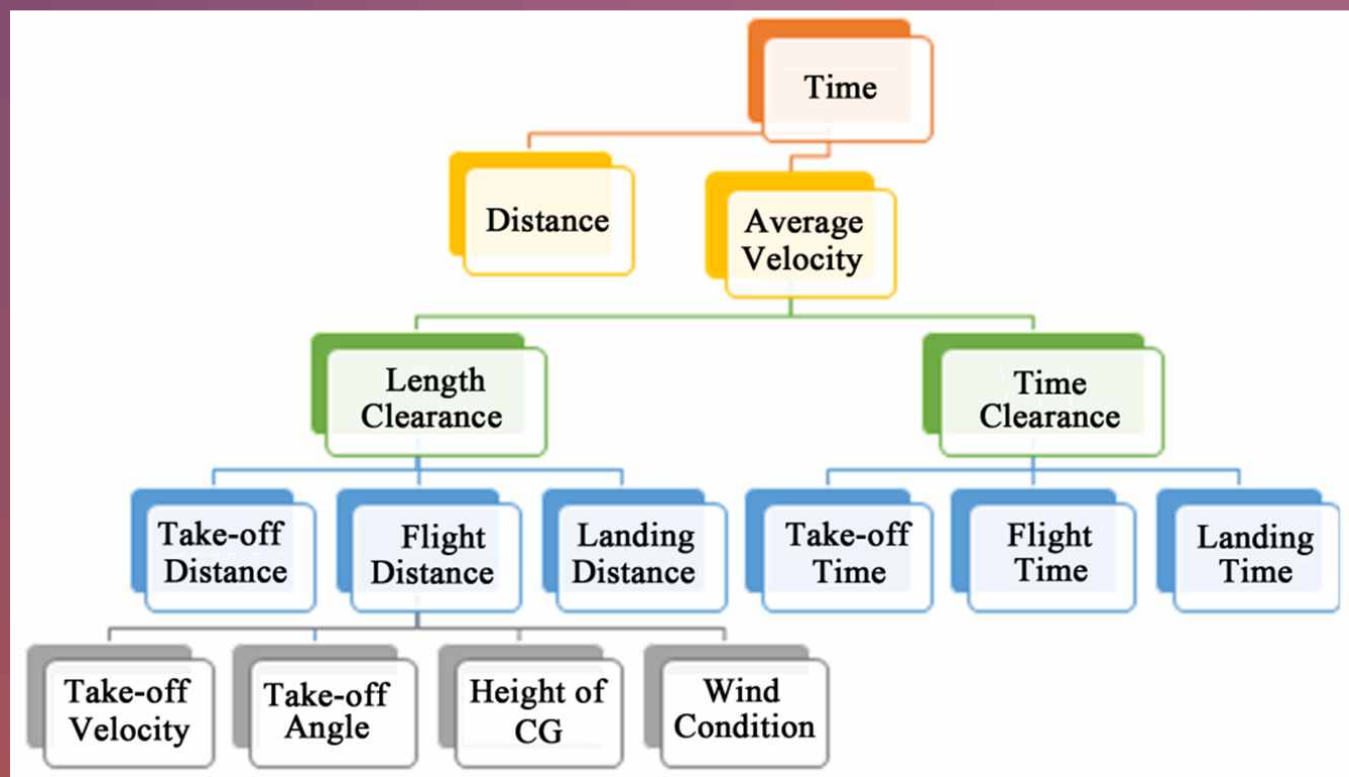 Time
Distance
Average
Velocity
Length
Clearance
Time
Clearance
Take-off
Distance
Flight
Distance
Landing
Distance
Take-off
Time
Flight
Time
Landing
Time
Take-off
Velocity
Take-off
Angle
Height of
CG
Wind
Condition